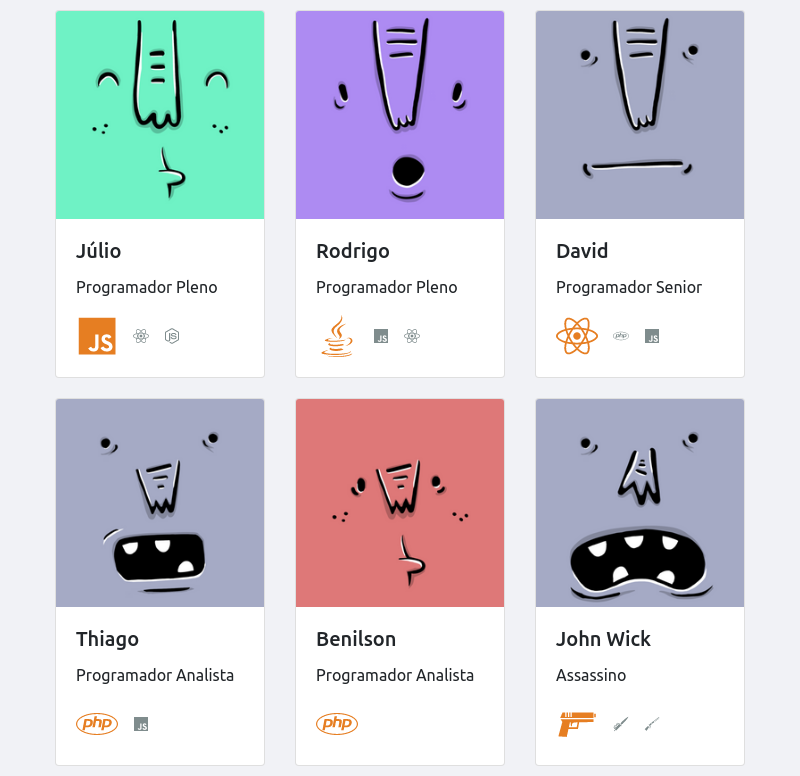 Júlio
Programador Pleno
JS
JS
Rodrigo
Programador Pleno
JS
David
Programador Senior
php
JS
Thiago
Programador Analista
php
JS
Benilson
Programador Analista
php
John Wick
Assassino